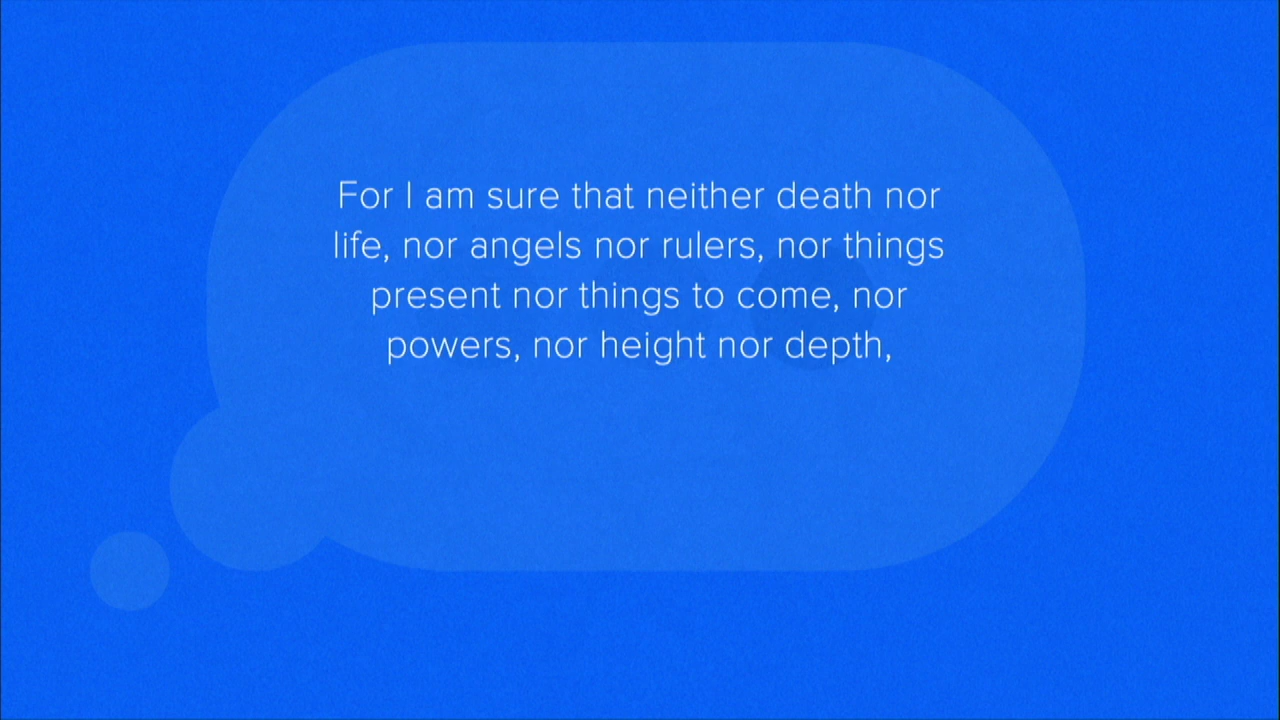 For I am sure that neither death nor
life, nor angels nor rulers, nor things
present nor things to come, nor
powers, nor height nor depth,